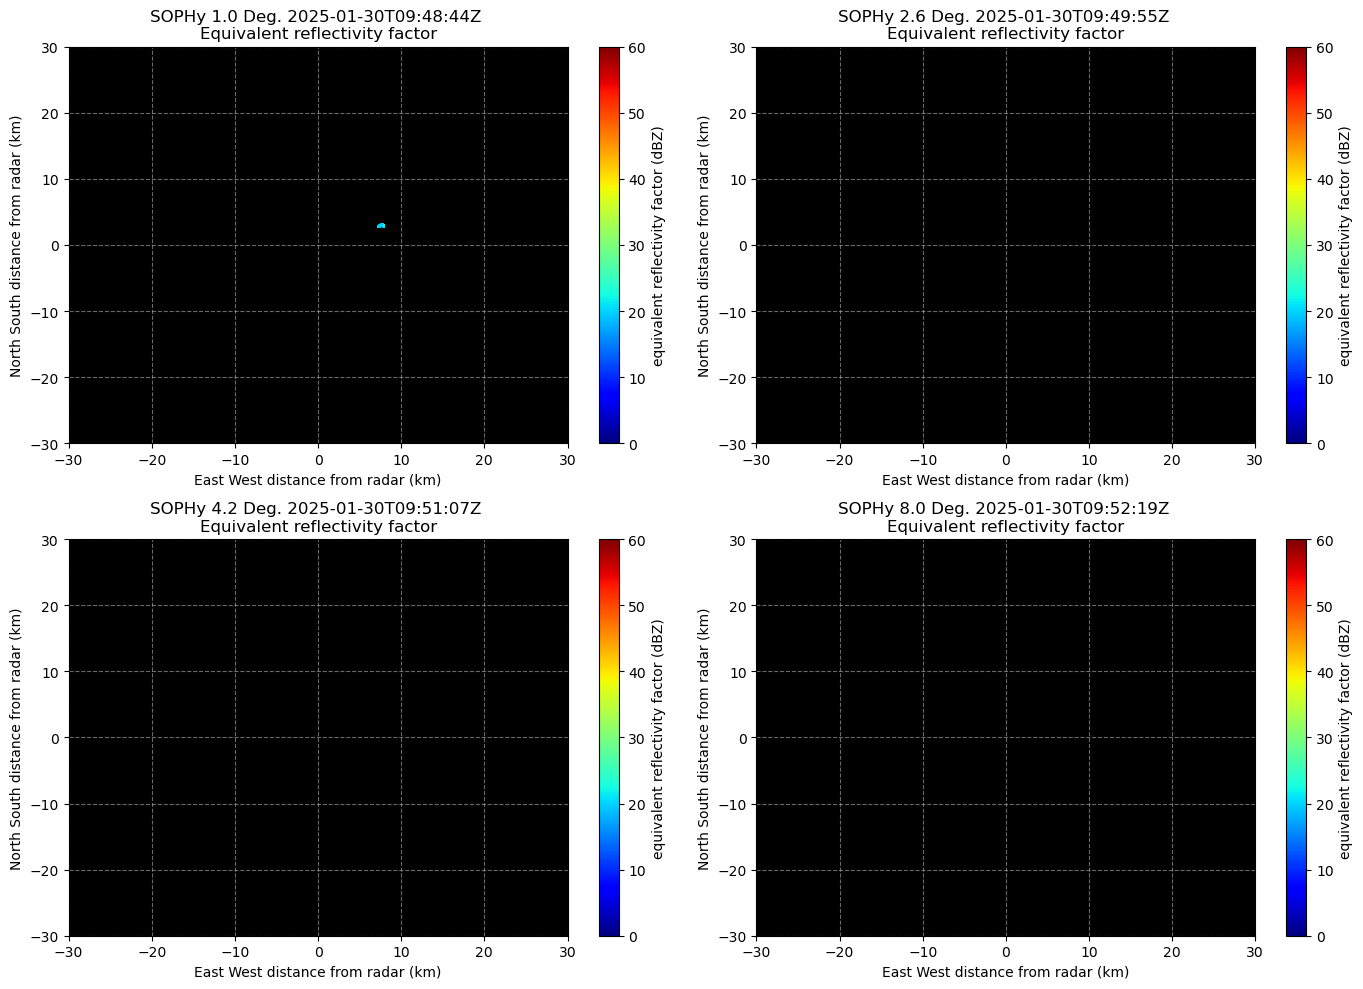 SOPHy 1.0 Deg. 2025-01-30T09:48:44Z
Equivalent reflectivity factor
30
20
10
0
−10
−20
−30
North South distance from radar (km)
−30 −20 −10 0 10 20 30
East West distance from radar (km)
60
50
40
30
20
10
0
equivalent reflectivity factor (dBZ)
SOPHy 2.6 Deg. 2025-01-30T09:49:55Z
Equivalent reflectivity factor
30
20
10
0
−10
−20
−30
North South distance from radar (km)
−30 −20 −10 0 10 20 30
East West distance from radar (km)
60
50
40
30
20
10
0
equivalent reflectivity factor (dBZ)
SOPHy 4.2 Deg. 2025-01-30T09:51:07Z
Equivalent reflectivity factor
30
20
10
0
−10
−20
−30
North South distance from radar (km)
−30 −20 −10 0 10 20 30
East West distance from radar (km)
60
50
40
30
20
10
0
equivalent reflectivity factor (dBZ)
SOPHy 8.0 Deg. 2025-01-30T09:52:19Z
Equivalent reflectivity factor
30
20
10
0
−10
−20
−30
North South distance from radar (km)
−30 −20 −10 0 10 20 30
East West distance from radar (km)
60
50
40
30
20
10
0
equivalent reflectivity factor (dBZ)